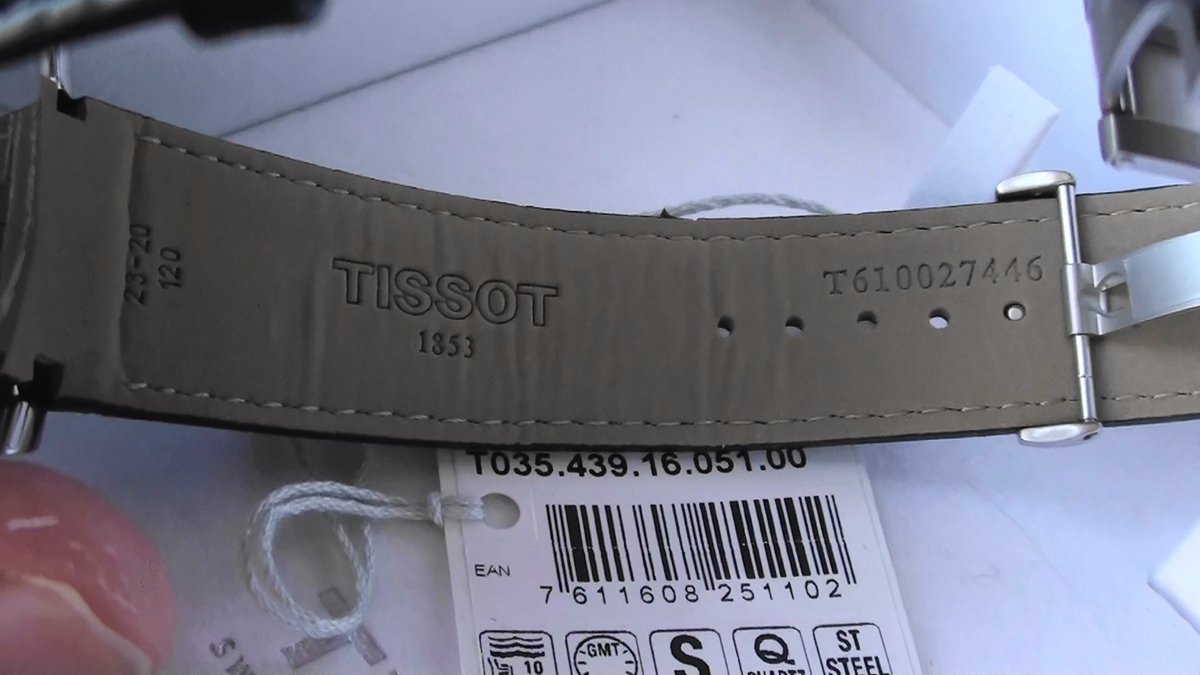 23-20
120
TISSOT
1853
T610027446
T035.439.16.051.00
EAN
7 611608 251102
10
GMT
S
Q
QUARTZ
ST
STEEL